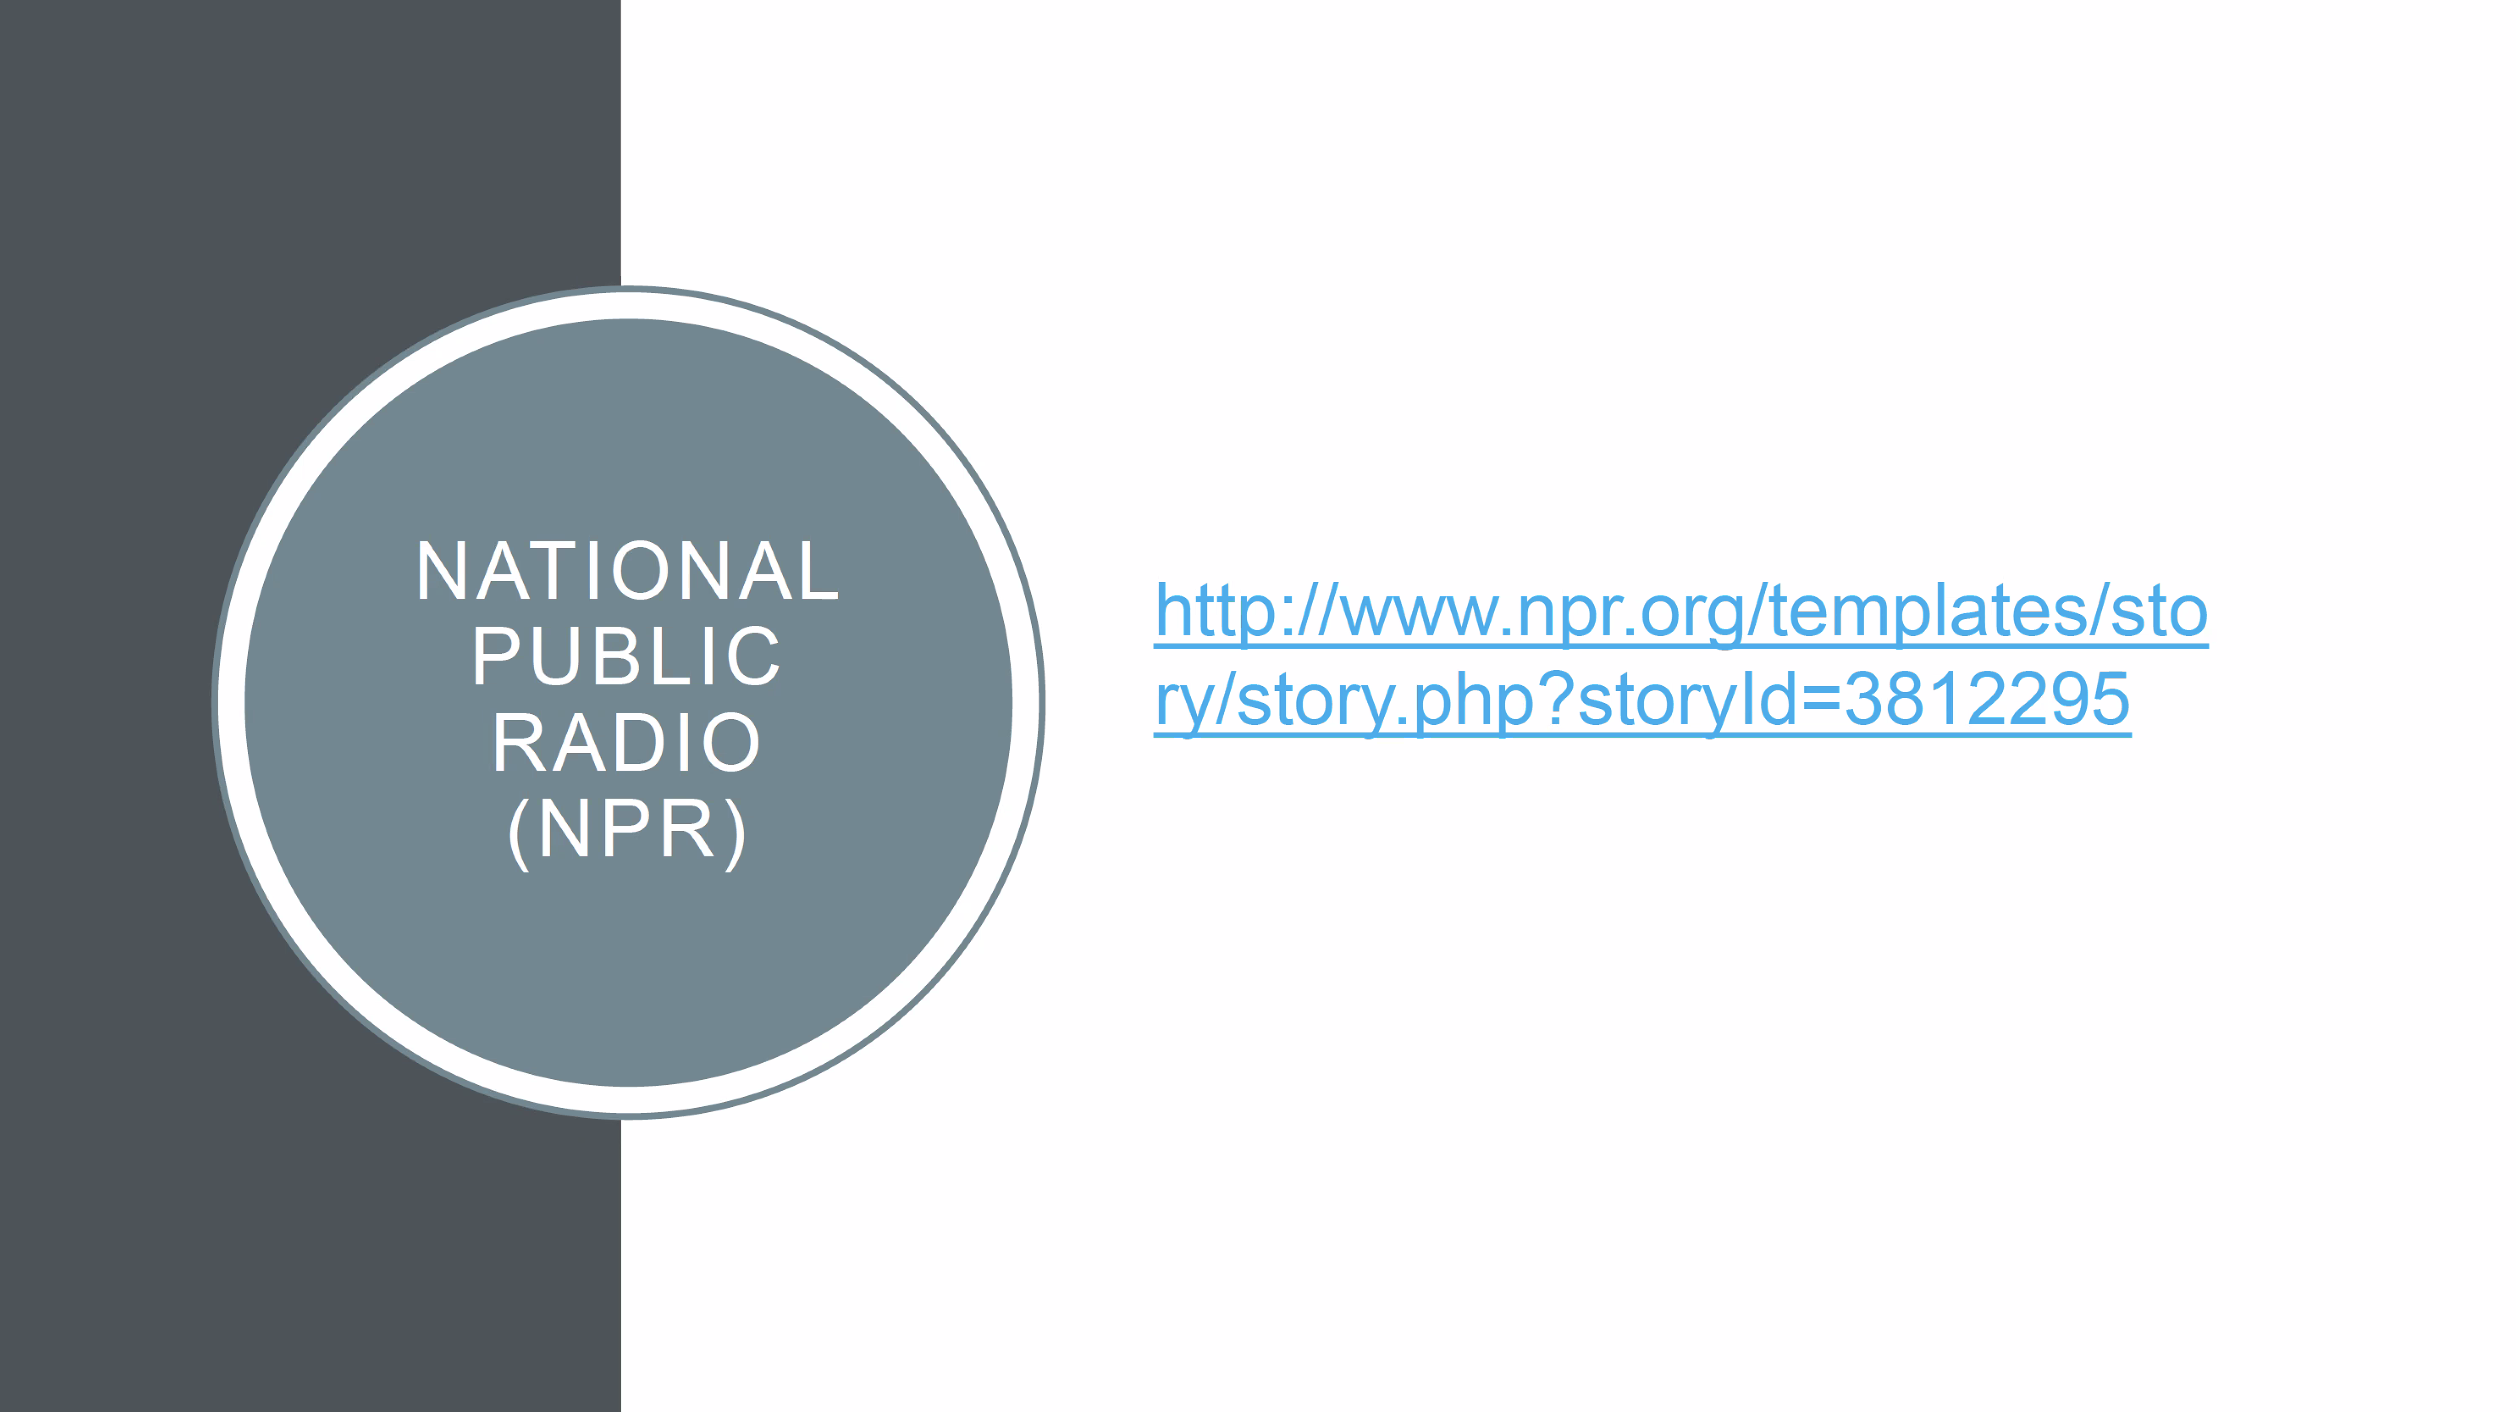 NATIONAL
PUBLIC
RADIO
(NPR)
http://www.npr.org/templates/sto
ry/story.php?storyId=3812295